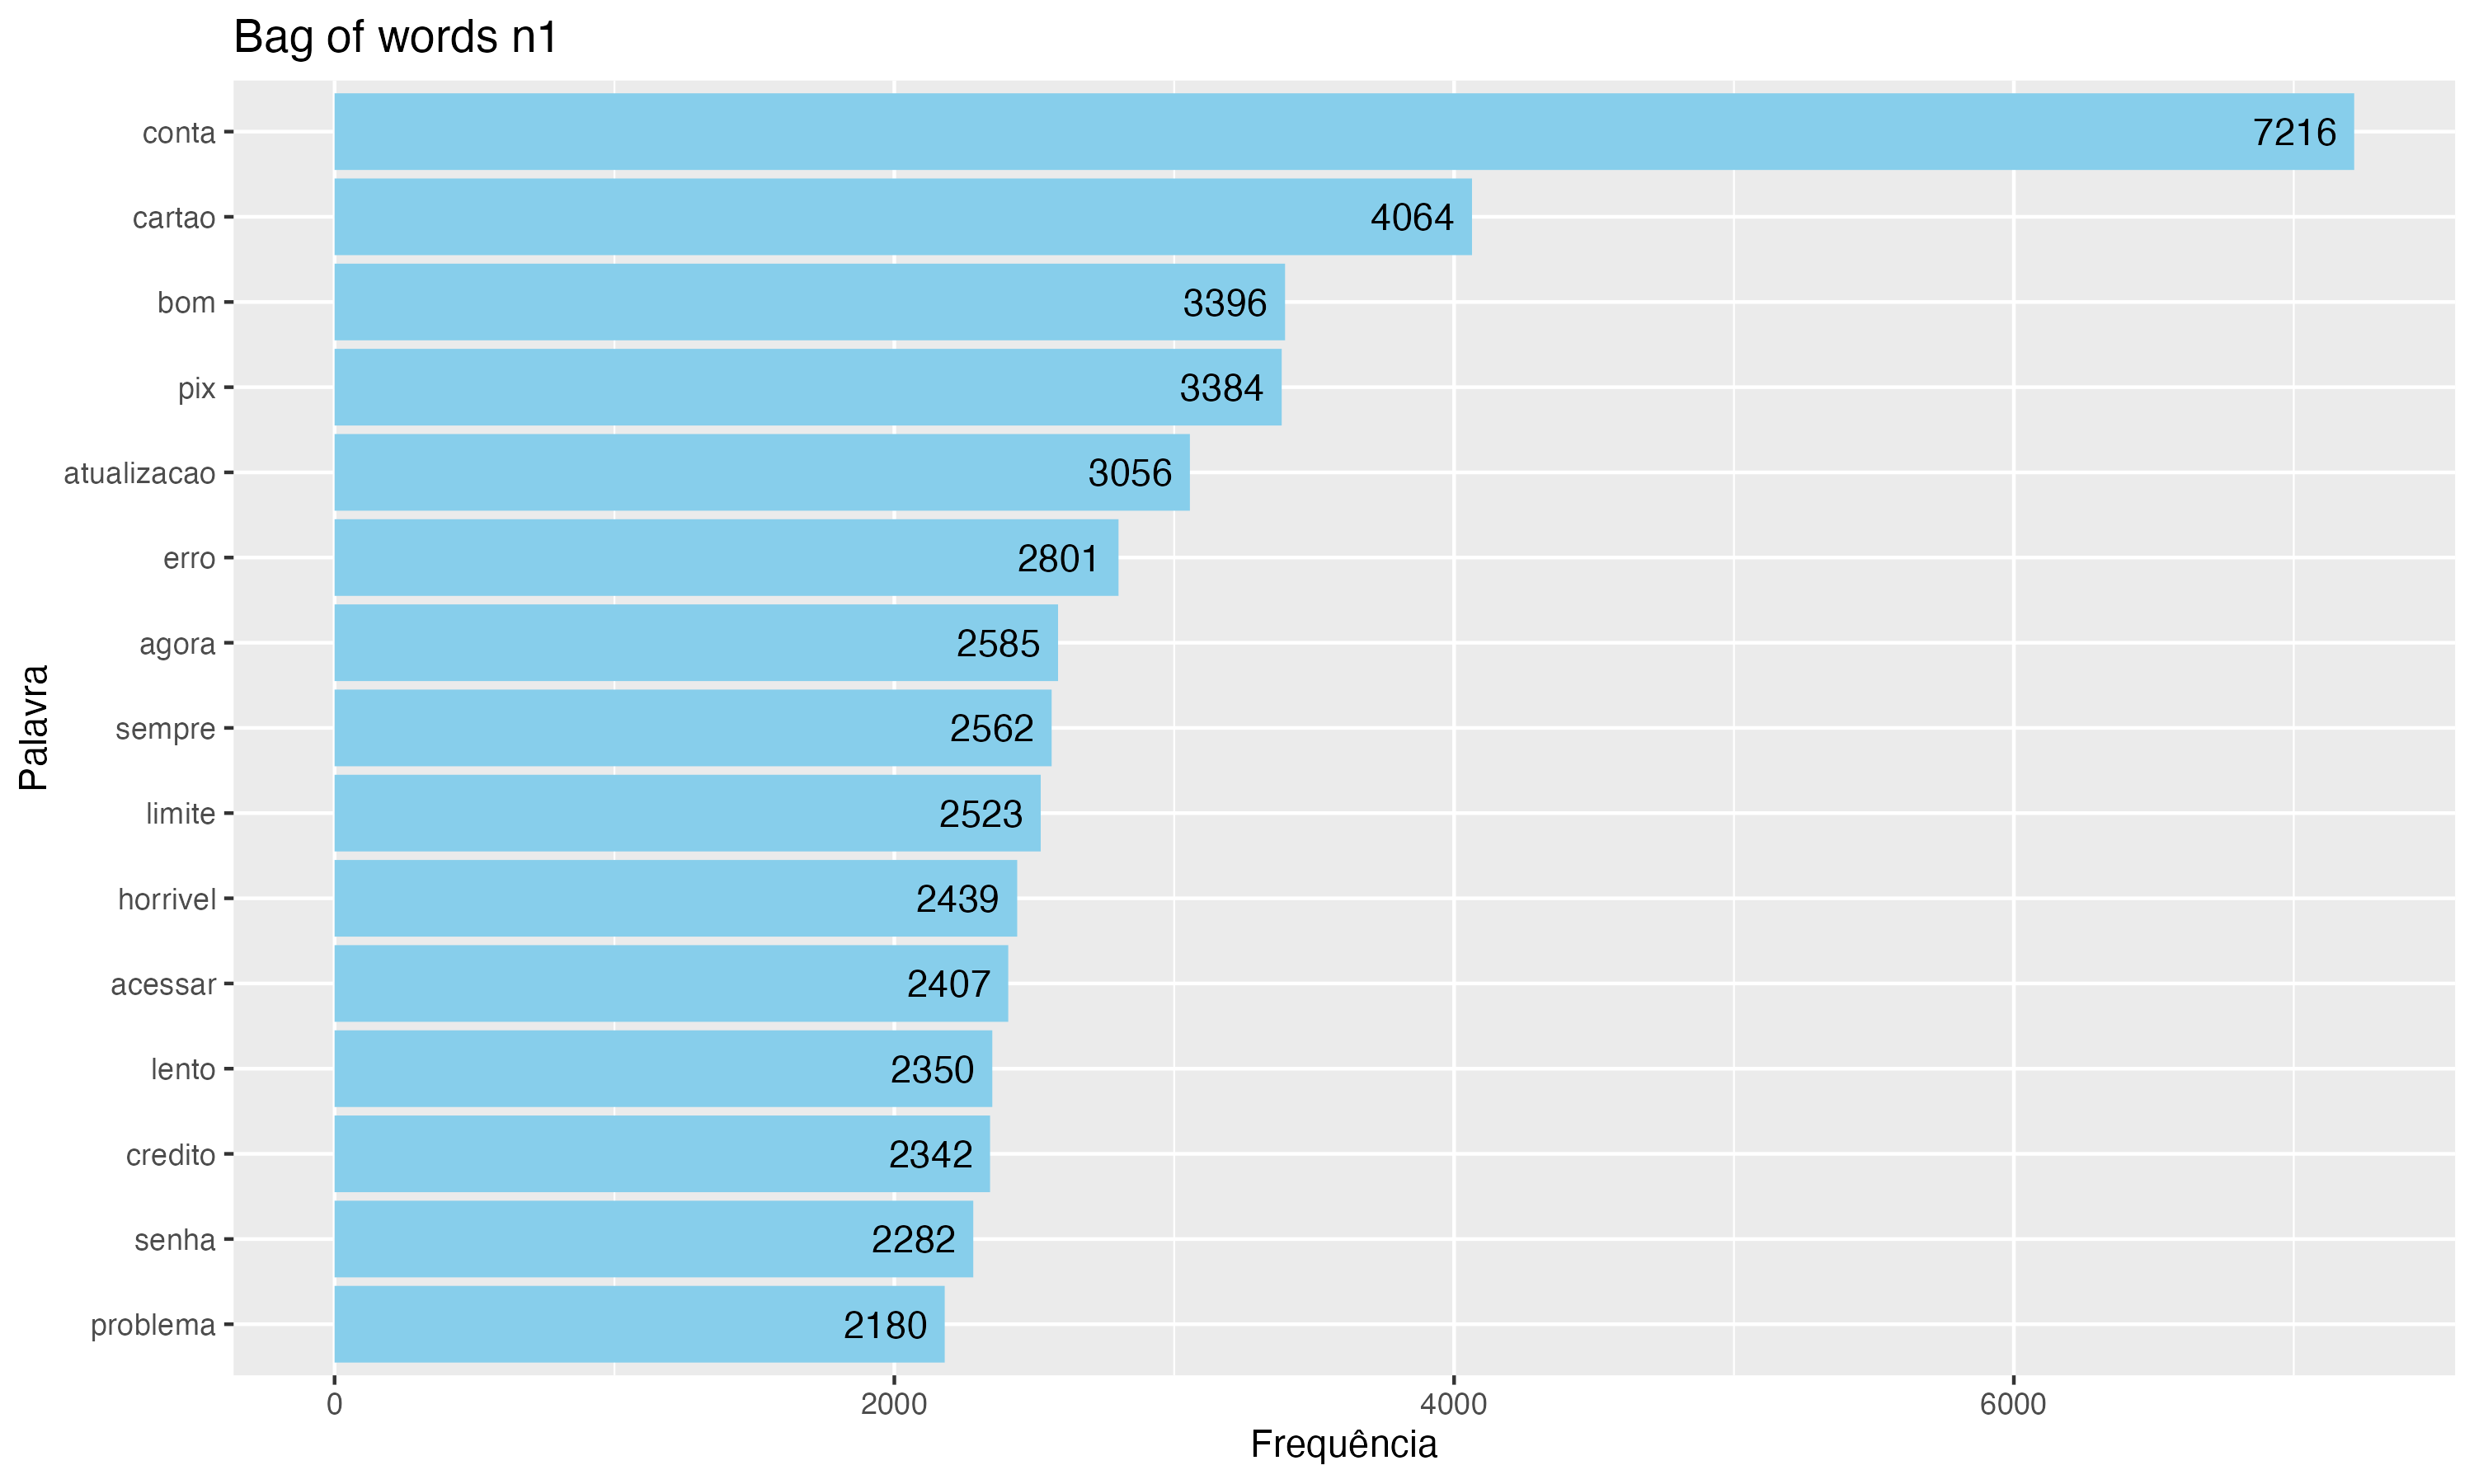 Bag of words n1
conta 7216
cartao 4064
bom 3396
pix 3384
atualizacao 3056
erro 2801
agora 2585
sempre 2562
limite 2523
horrivel 2439
acessar 2407
lento 2350
credito 2342
senha 2282
problema 2180
Palavra
0 2000 4000 6000
Frequência